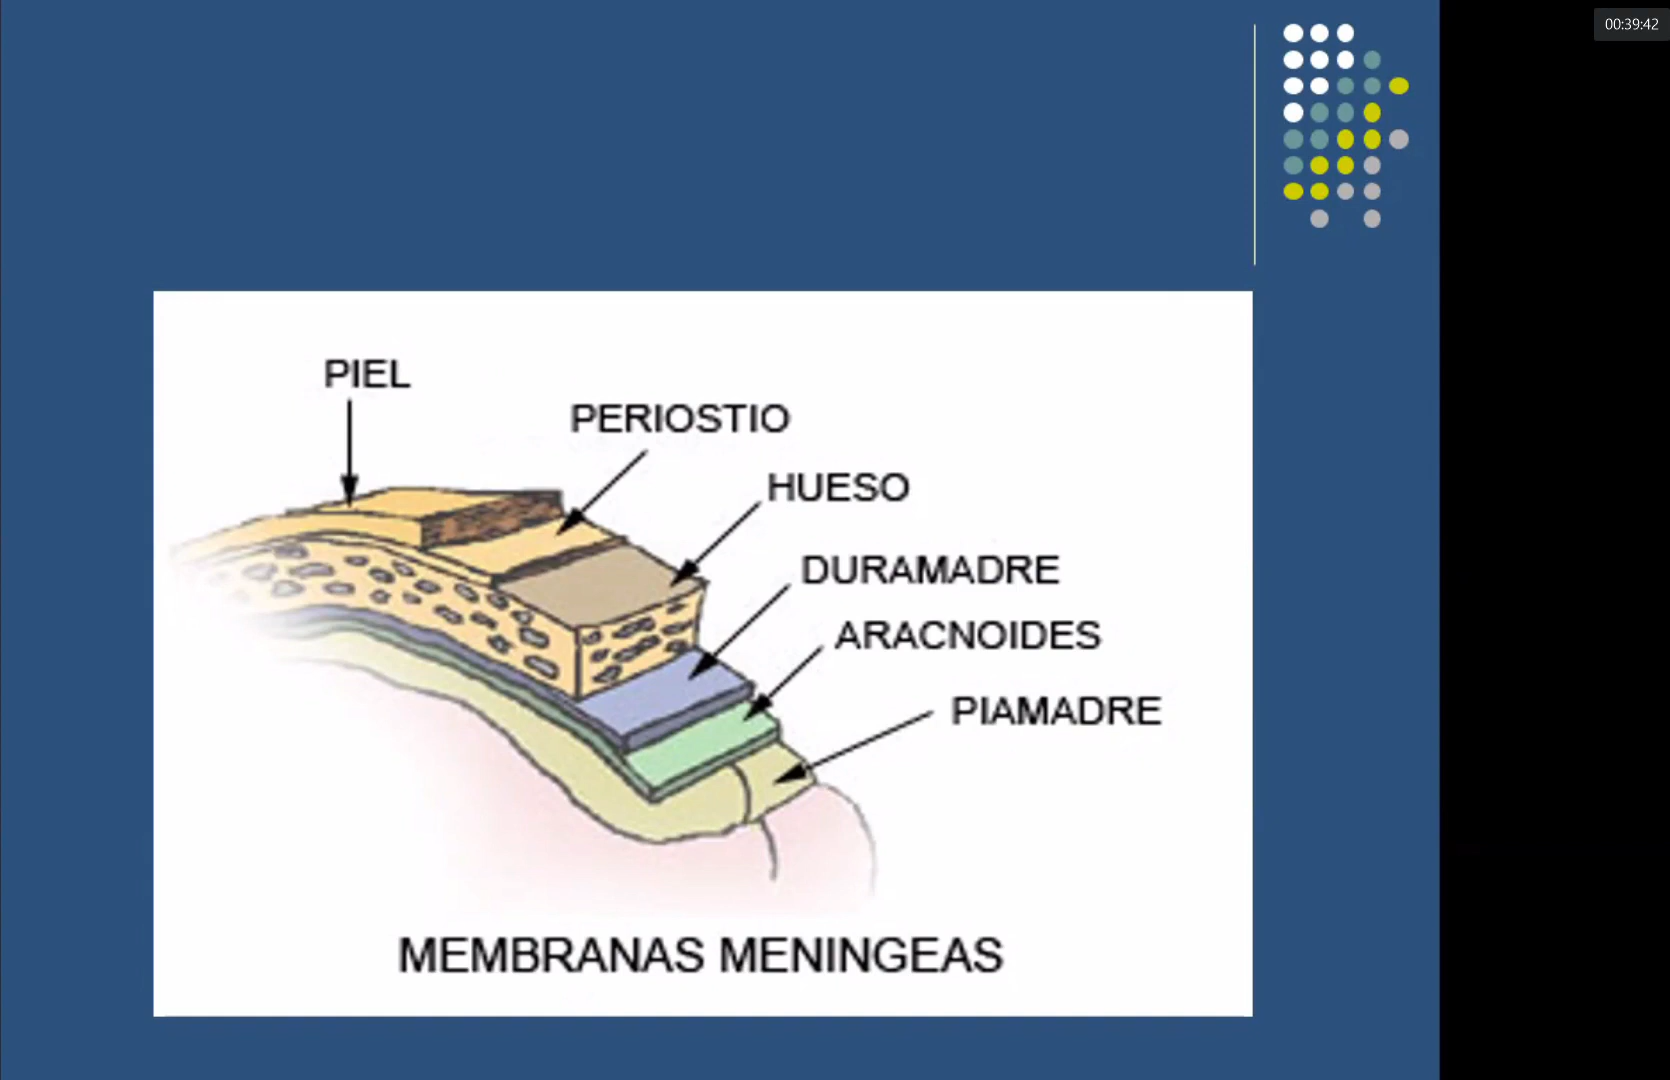 00:39:42
PIEL
PERIOSTIO
HUESO
DURAMADRE
ARACNOIDES
PIAMADRE
MEMBRANAS MENINGEAS